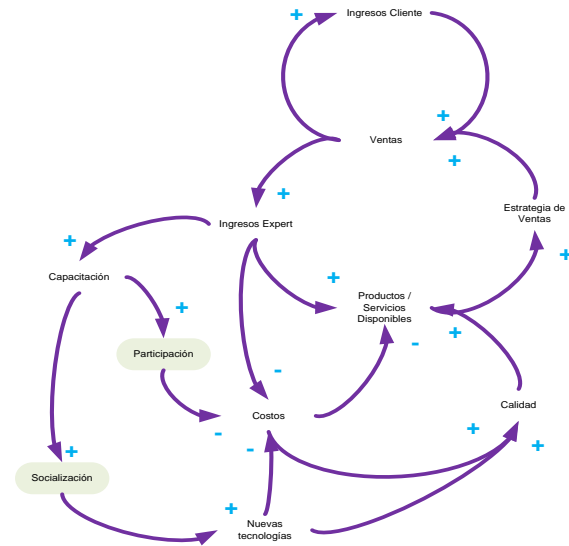 +
Ingresos Cliente
+
Ventas
+
+
Ingresos Expert
+
Estrategia de
Ventas
+
Capacitación
+
+
Productos /
Servicios
Disponibles
+
+
-
Participación
-
Calidad
Costos
-
-
+
+
+
Socialización
+
Nuevas
tecnologías